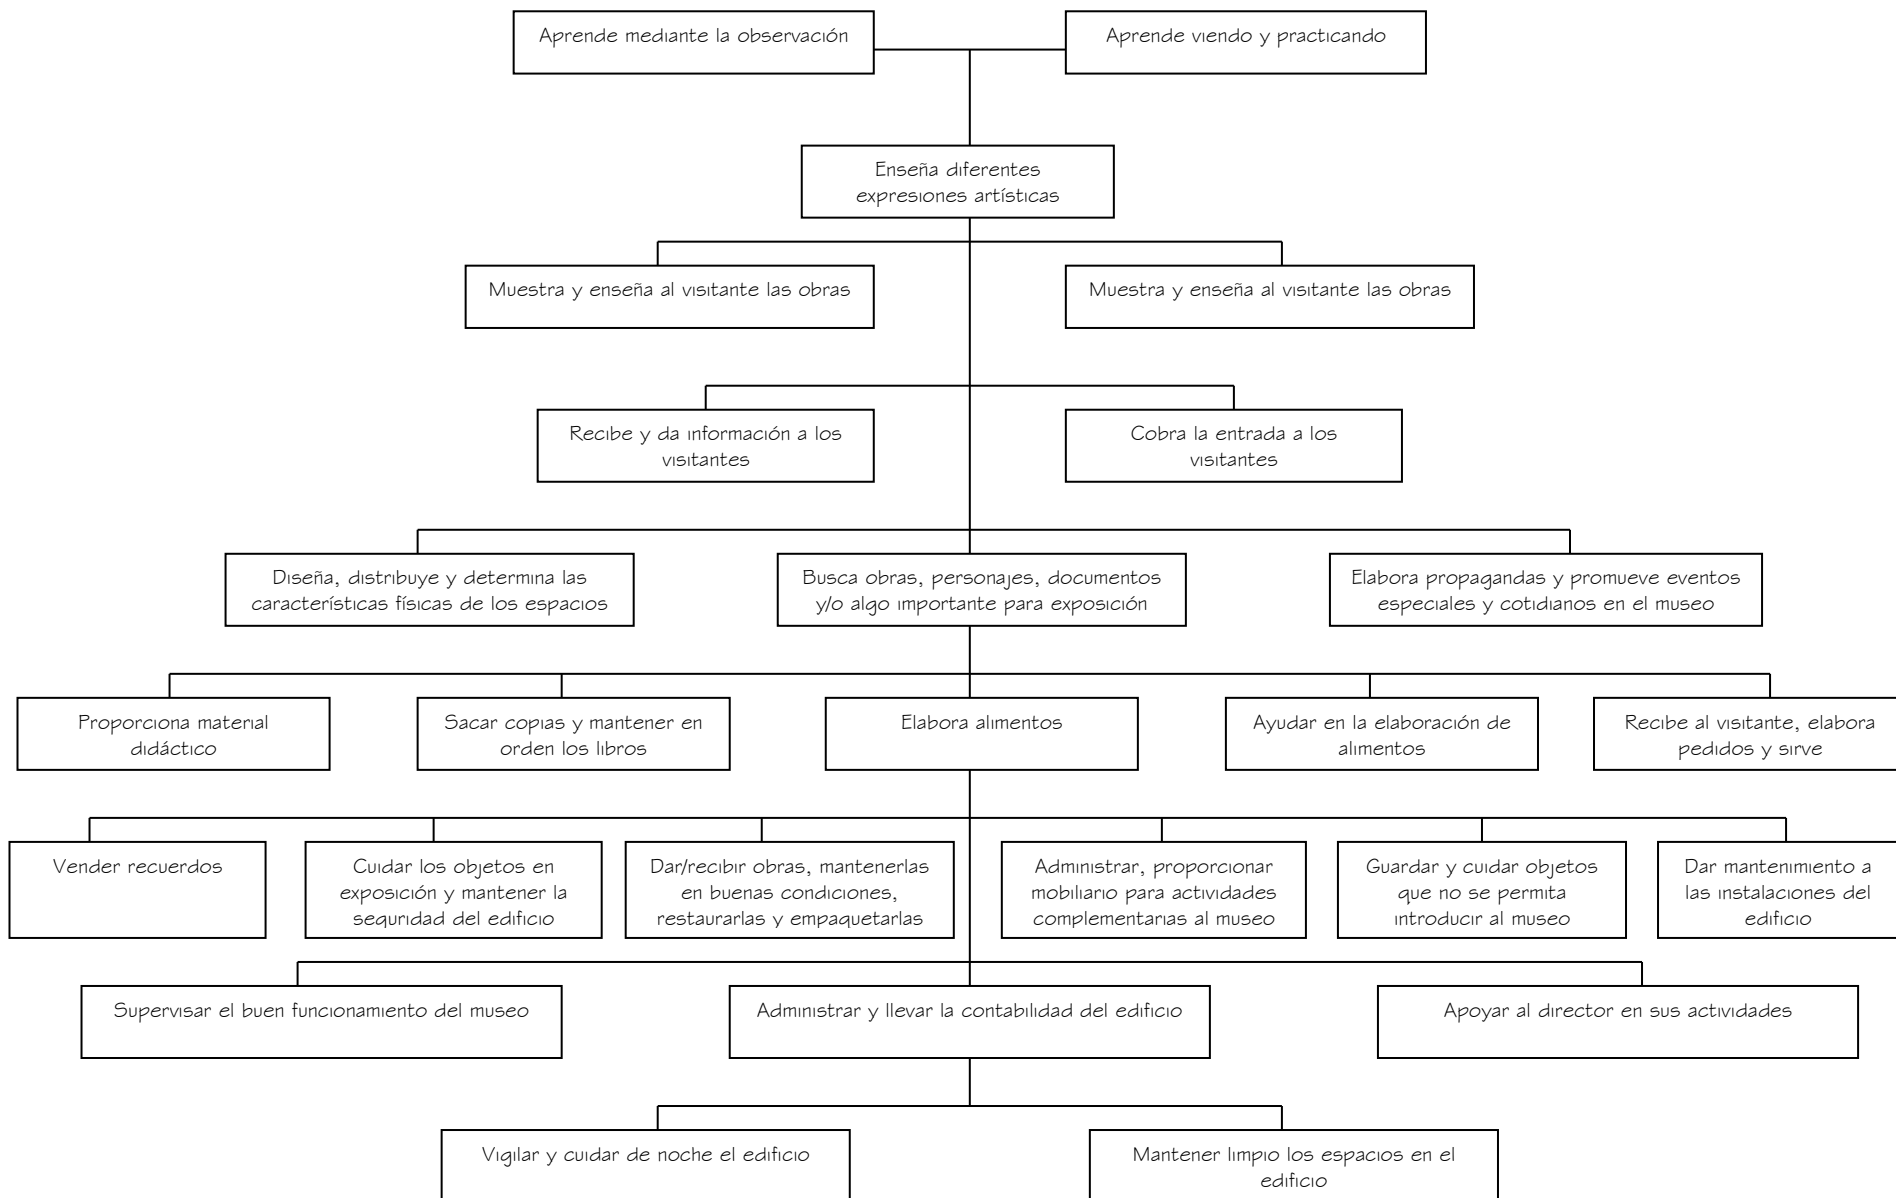 Aprende mediante la observación
Aprende viendo y practicando
Enseña diferentes
expresiones artísticas
Muestra y enseña al visitante las obras
Muestra y enseña al visitante las obras
Recibe y da información a los
visitantes
Cobra la entrada a los
visitantes
Diseña, distribuye y determina las
características físicas de los espacios
Busca obras, personajes, documentos
y/o algo importante para exposición
Elabora propagandas y promueve eventos
especiales y cotidianos en el museo
Proporciona material
didáctico
Sacar copias y mantener en
orden los libros
Elabora alimentos
Ayudar en la elaboración de
alimentos
Recibe al visitante, elabora
pedidos y sirve
Vender recuerdos
Cuidar los objetos en
exposición y mantener la
seguridad del edificio
Dar/recibir obras, mantenerlas
en buenas condiciones,
restaurarlas y empaquetarlas
Administrar, proporcionar
mobiliario para actividades
complementarias al museo
Guardar y cuidar objetos
que no se permita
introducir al museo
Dar mantenimiento a
las instalaciones del
edificio
Supervisar el buen funcionamiento del museo
Administrar y llevar la contabilidad del edificio
Apoyar al director en sus actividades
Vigilar y cuidar de noche el edificio
Mantener limpio los espacios en el
edificio